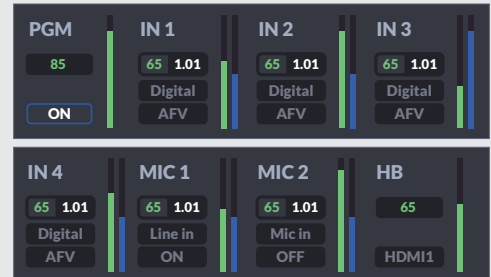 PGM IN 1 IN 2 IN 3
85 65 1.01 65 1.01 65 1.01
Digital Digital Digital
ON AFV AFV AFV
IN 4 MIC 1 MIC 2 HB
65 1.01 65 1.01 65 1.01 65
Digital Line in Mic in
AFV ON OFF HDMI1